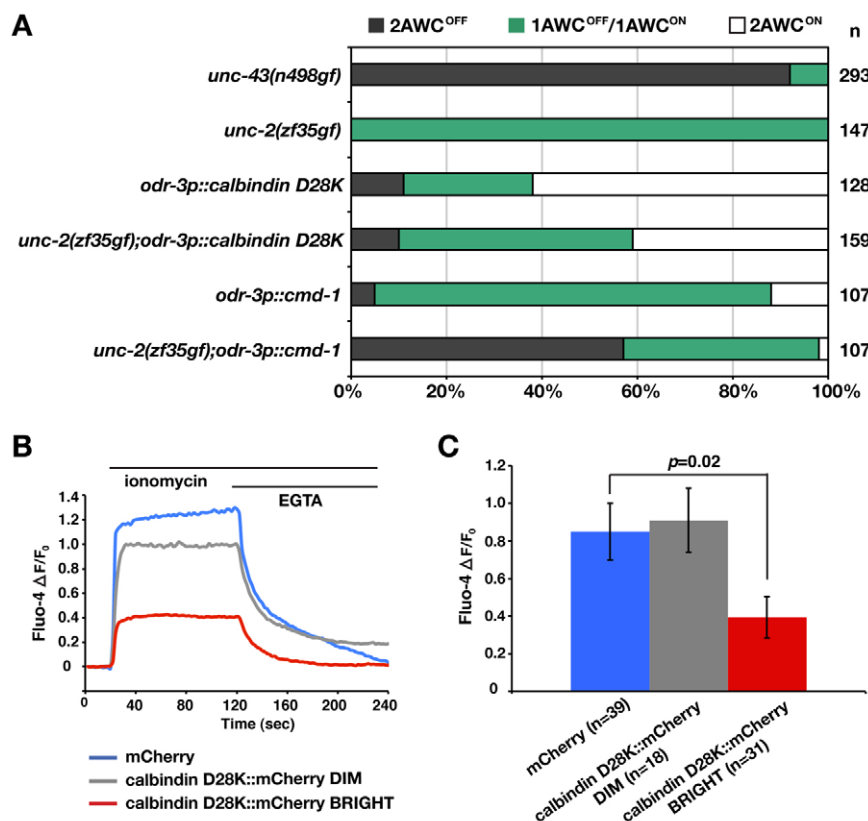 A
2AWC^OFF 1AWC^OFF/1AWC^ON 2AWC^ON n
unc-43(n498gf) 293
unc-2(zf35gf) 147
odr-3p::calbindin D28K 128
unc-2(zf35gf);odr-3p::calbindin D28K 159
odr-3p::cmd-1 107
unc-2(zf35gf);odr-3p::cmd-1 107
0% 20% 40% 60% 80% 100%
B
ionomycin
EGTA
Fluo-4 △F/F₀
1.4
1.2
1.0
0.8
0.6
0.4
0.2
0
0 40 80 120 160 200 240
Time (sec)
mCherry
calbindin D28K::mCherry DIM
calbindin D28K::mCherry BRIGHT
C
p=0.02
Fluo-4 △F/F₀
1.2
1.0
0.8
0.6
0.4
0.2
0
mCherry (n=39)
calbindin D28K::mCherry
DIM (n=18)
calbindin D28K::mCherry
BRIGHT (n=31)